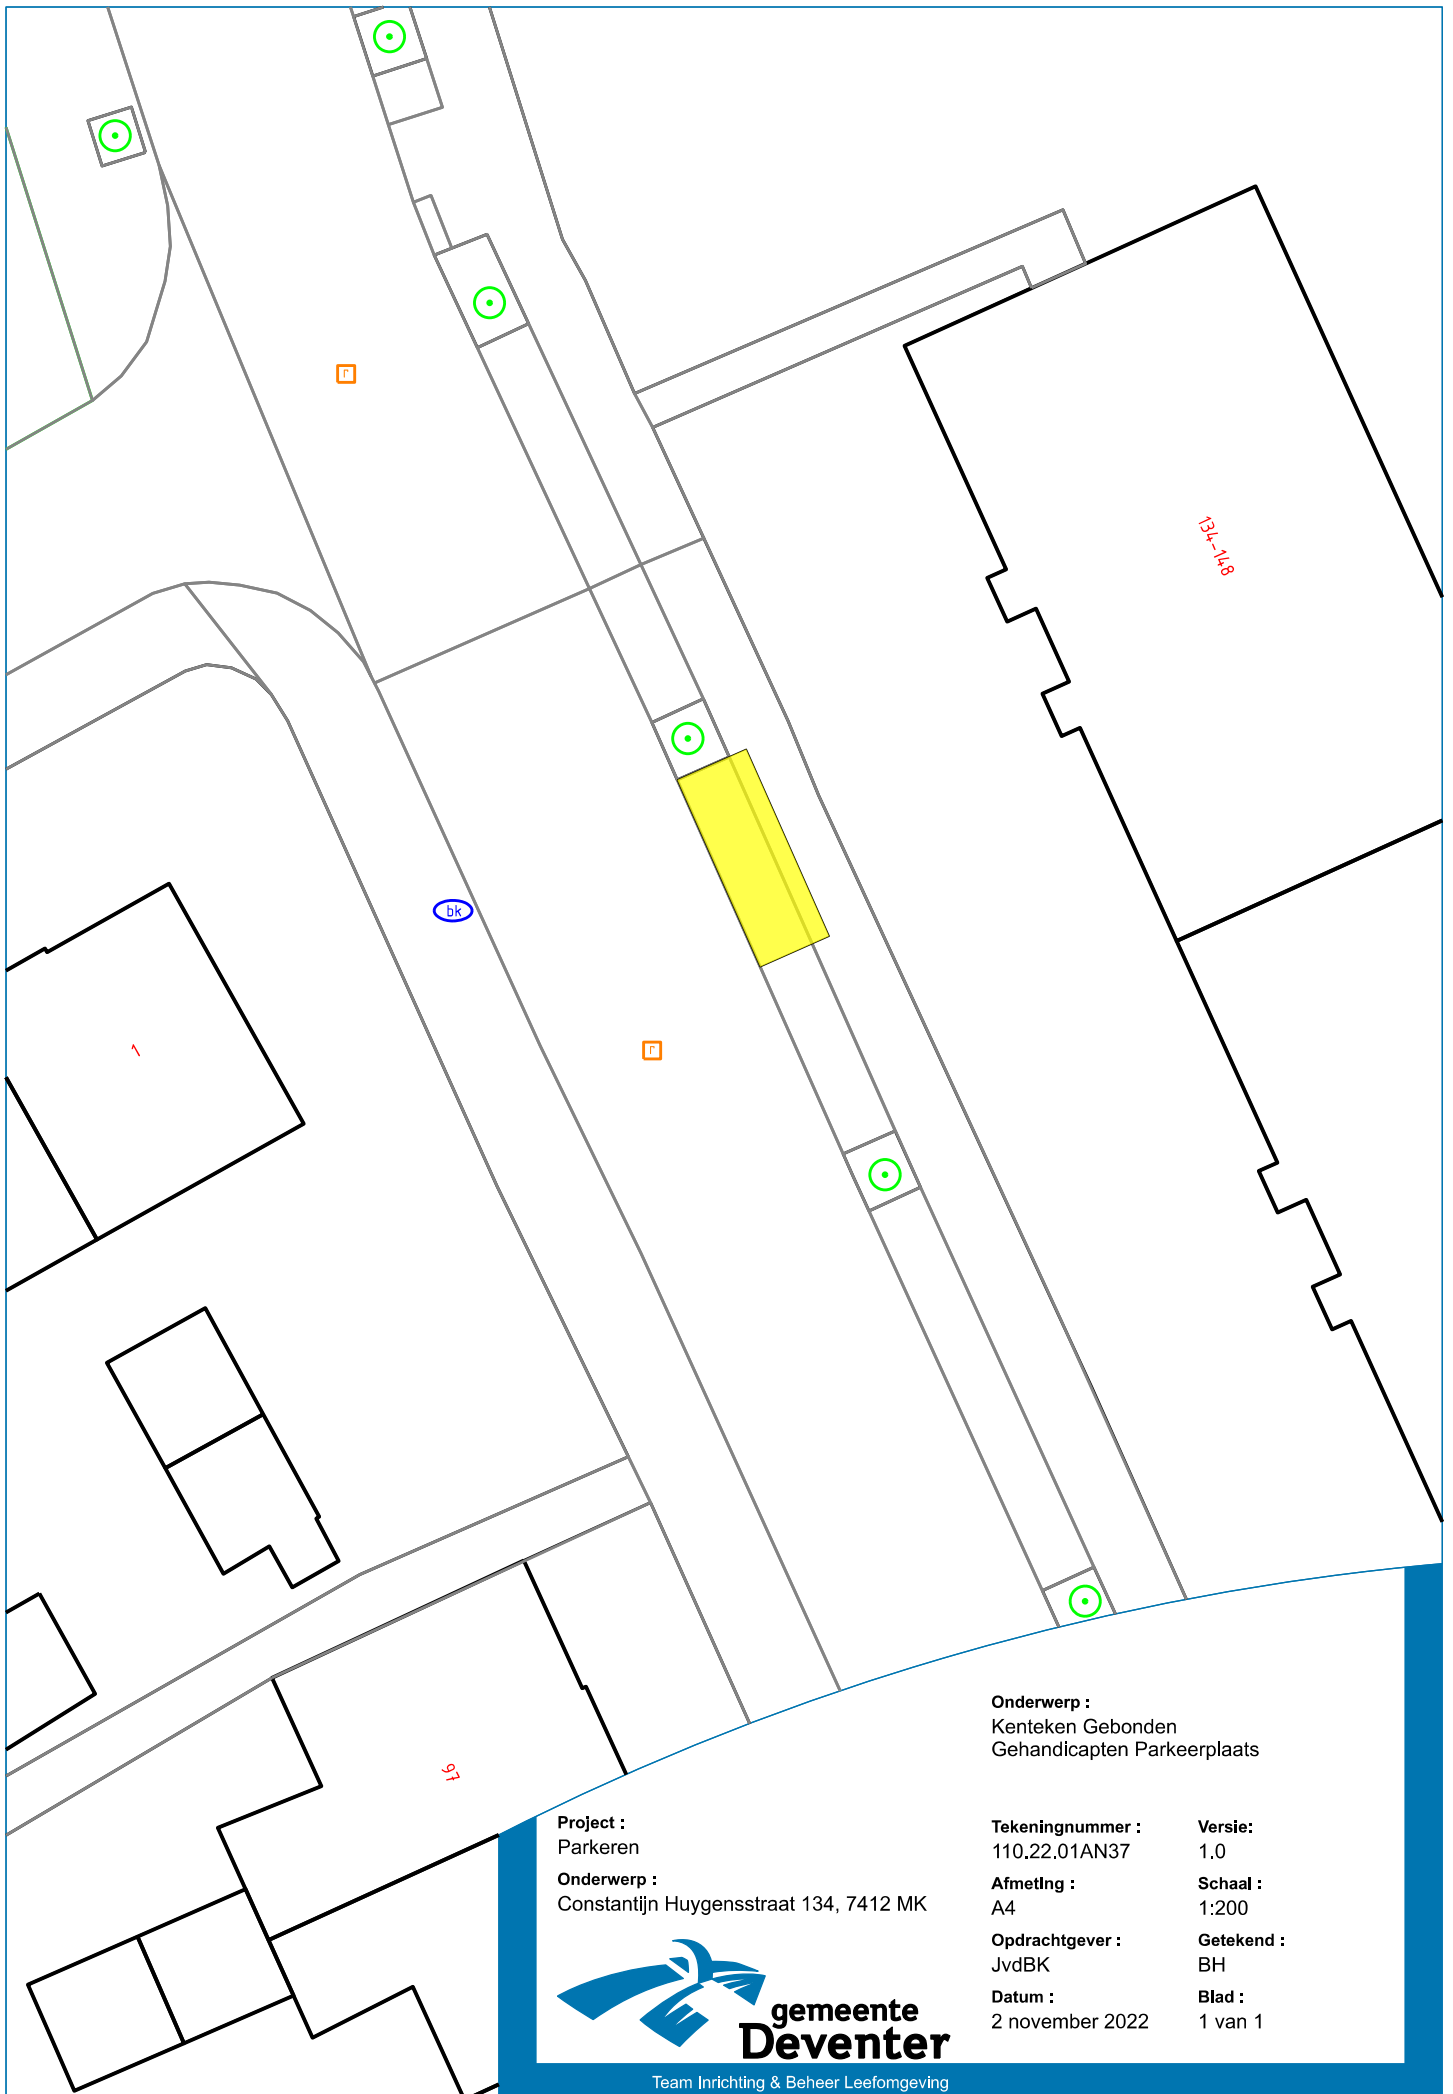 134-148
bk
1
r
r
97
Onderwerp :
Kenteken Gebonden
Gehandicapten Parkeerplaats
Project :
Parkeren
Onderwerp :
Constantijn Huygensstraat 134, 7412 MK
Tekeningnummer :
110.22.01AN37
Versie:
1.0
Afmeting :
A4
Schaal :
1:200
Opdrachtgever :
JvdBK
Getekend :
BH
Datum :
2 november 2022
Blad :
1 van 1
gemeente
Deventer
Team Inrichting & Beheer Leefomgeving